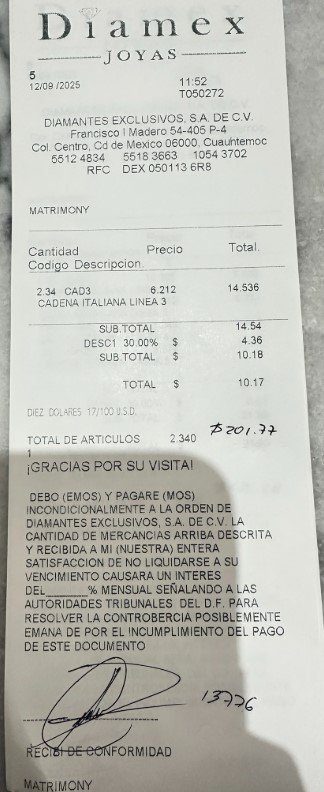 Diamex
JOYAS
5
12/09/2025 11:52
T050272
DIAMANTES EXCLUSIVOS, S.A. DE C.V.
Francisco I Madero 54-405 P-4
Col. Centro, Cd de Mexico 06000, Cuauhtemoc
5512 4834 5518 3663 1054 3702
RFC DEX 050113 6R8
MATRIMONY
Cantidad Precio Total.
Codigo Descripcion.
2.34 CAD3 6.212 14.536
CADENA ITALIANA LINEA 3
SUB.TOTAL 14.54
DESC1 30.00% $ 4.36
SUB.TOTAL $ 10.18
TOTAL $ 10.17
DIEZ DOLARES 17/100 U.S.D.
$201.77
TOTAL DE ARTICULOS 2.340
1
¡GRACIAS POR SU VISITA!
DEBO (EMOS) Y PAGARE (MOS)
INCONDICIONALMENTE A LA ORDEN DE
DIAMANTES EXCLUSIVOS, S.A. DE C.V. LA
CANTIDAD DE MERCANCIAS ARRIBA DESCRITA
Y RECIBIDA A MI (NUESTRA) ENTERA
SATISFACCION DE NO LIQUIDARSE A SU
VENCIMIENTO CAUSARA UN INTERES
DEL_______% MENSUAL SEÑALANDO A LAS
AUTORIDADES TRIBUNALES DEL D.F. PARA
RESOLVER LA CONTROBERCIA POSIBLEMENTE
EMANA DE POR EL INCUMPLIMIENTO DEL PAGO
DE ESTE DOCUMENTO
13776
RECIBI DE CONFORMIDAD
MATRIMONY